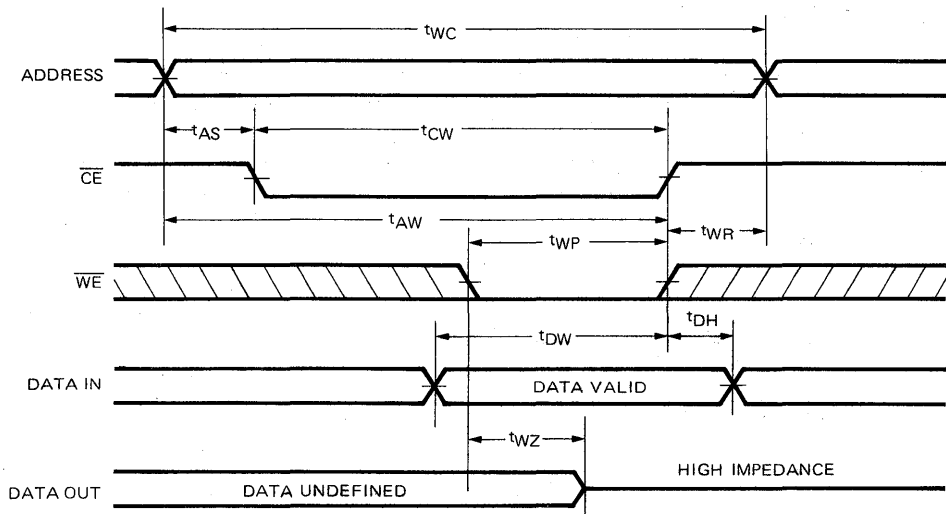 tWC
ADDRESS
tAS
tCW
CE
tAW
tWP
tWR
WE
tDW
tDH
DATA IN
DATA VALID
tWZ
DATA OUT
DATA UNDEFINED
HIGH IMPEDANCE